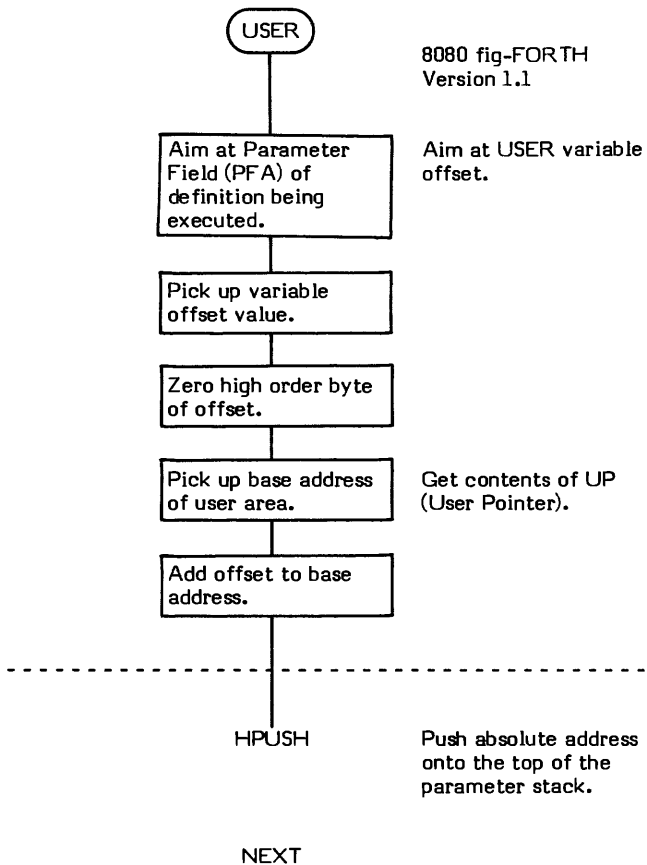 USER
8080 fig-FORTH
Version 1.1
Aim at Parameter
Field (PFA) of
definition being
executed.
Aim at USER variable
offset.
Pick up variable
offset value.
Zero high order byte
of offset.
Pick up base address
of user area.
Get contents of UP
(User Pointer).
Add offset to base
address.
HPUSH
Push absolute address
onto the top of the
parameter stack.
NEXT